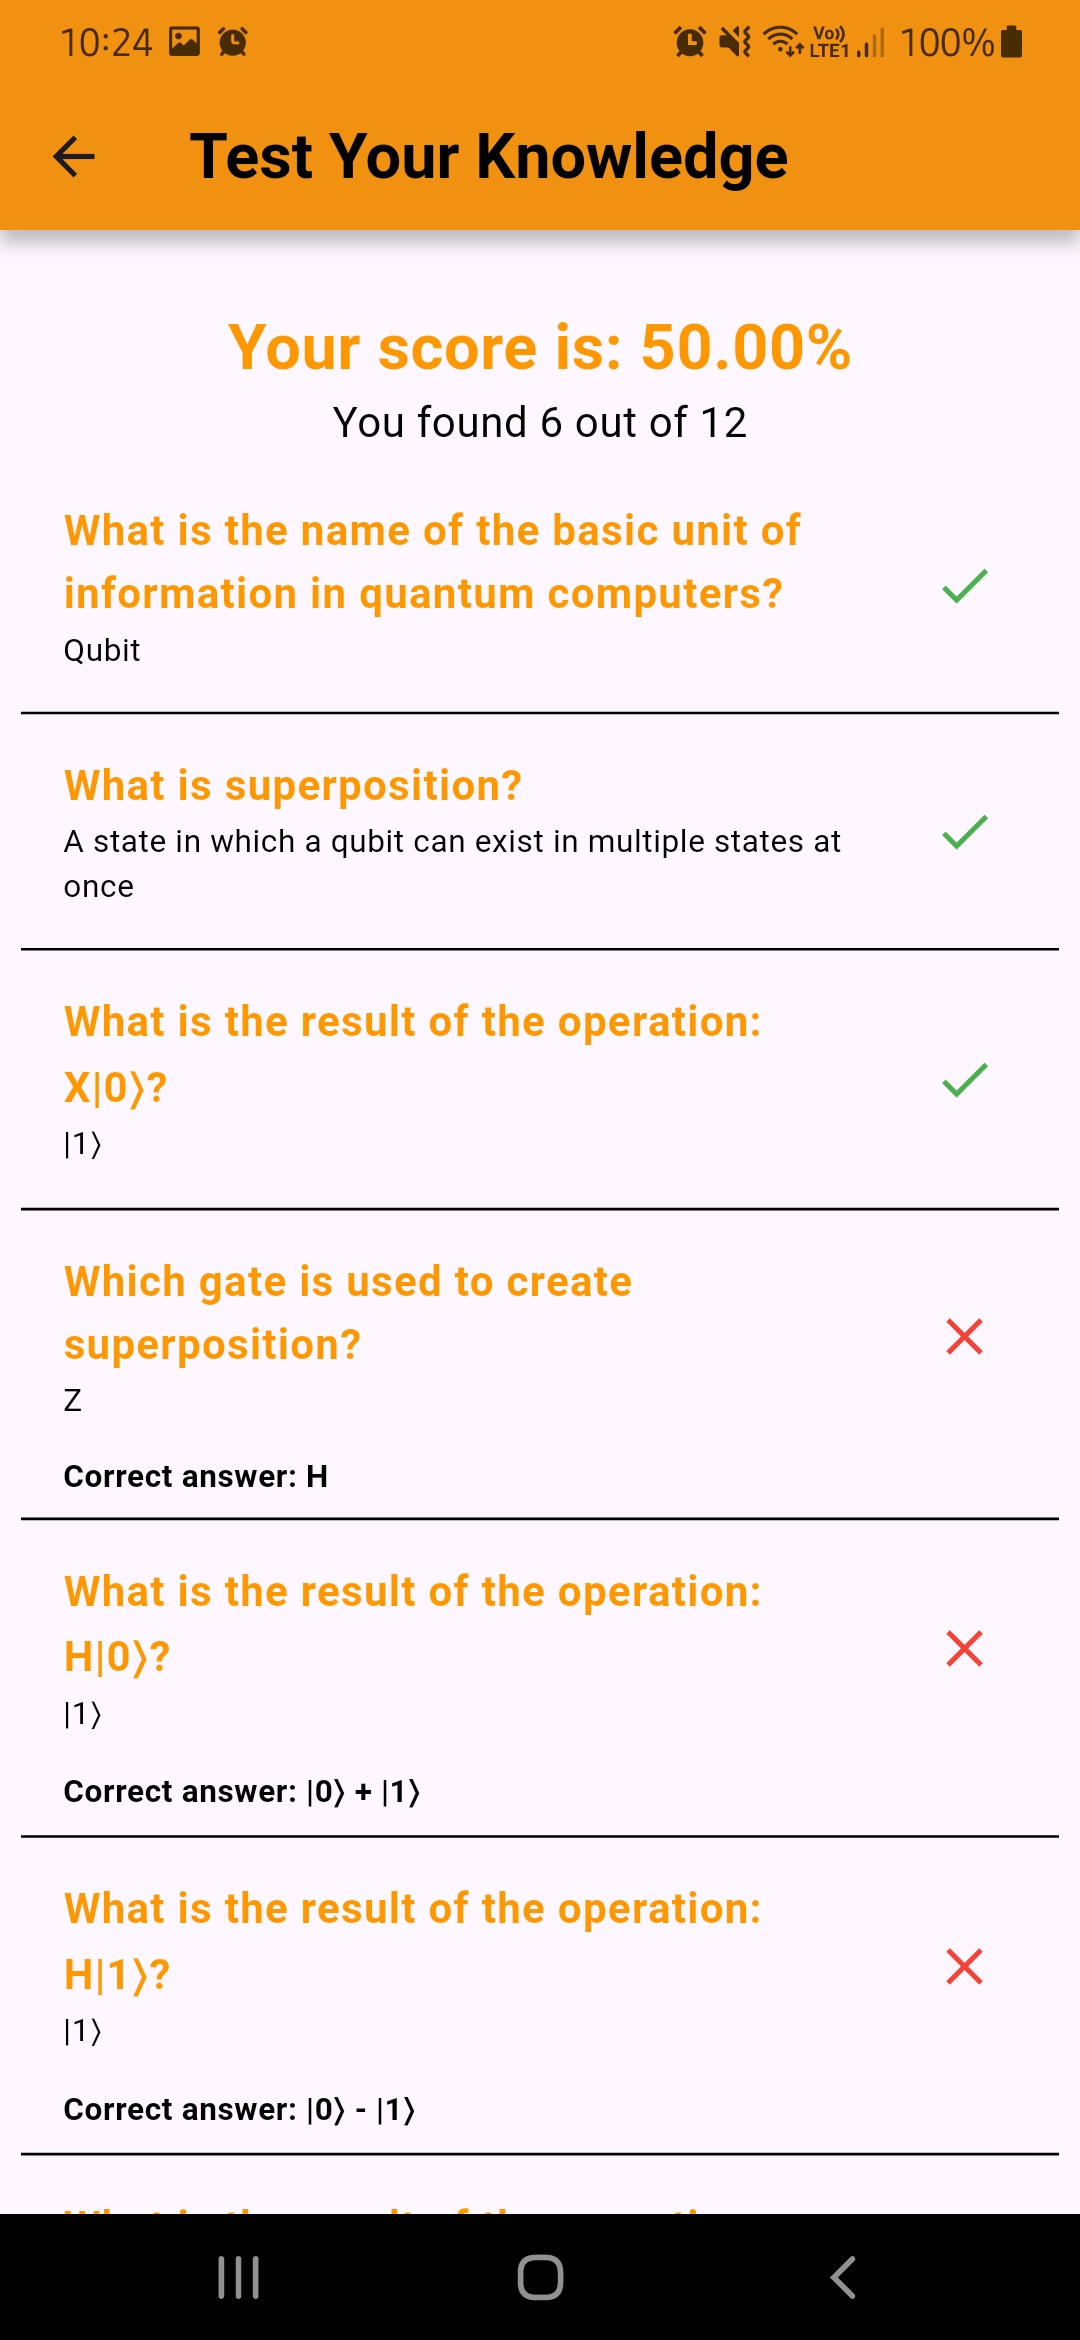 10:24
Vo))
LTE1
100%
Test Your Knowledge
Your score is: 50.00%
You found 6 out of 12
What is the name of the basic unit of
information in quantum computers?
Qubit
What is superposition?
A state in which a qubit can exist in multiple states at
once
What is the result of the operation:
X|0⟩?
|1⟩
Which gate is used to create
superposition?
Z
Correct answer: H
What is the result of the operation:
H|0⟩?
|1⟩
Correct answer: |0⟩ + |1⟩
What is the result of the operation:
H|1⟩?
|1⟩
Correct answer: |0⟩ - |1⟩